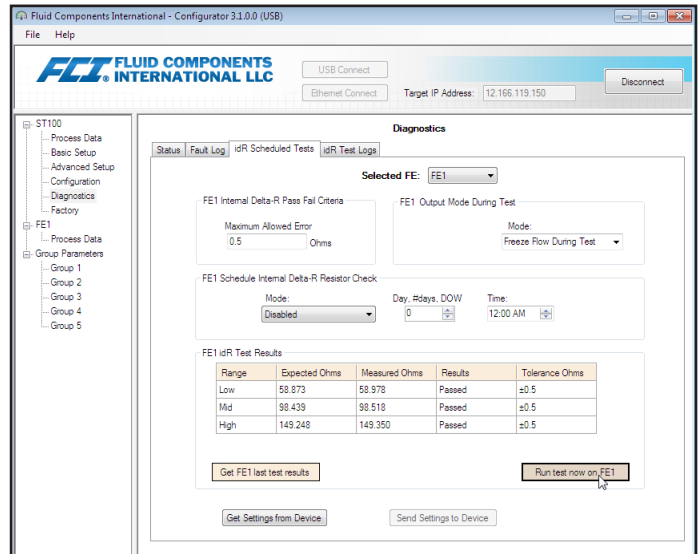 Fluid Components International - Configurator 3.1.0.0 (USB)
File Help
FCI FLUID COMPONENTS
® INTERNATIONAL LLC
USB Connect
Ethernet Connect Target IP Address: 12.166.119.150
Disconnect
ST100
Process Data
Basic Setup
Advanced Setup
Configuration
Diagnostics
Factory
FE1
Process Data
Group Parameters
Group 1
Group 2
Group 3
Group 4
Group 5
Diagnostics
Status Fault Log idR Scheduled Tests idR Test Logs
Selected FE: FE1
FE1 Internal Delta-R Pass Fail Criteria
Maximum Allowed Error
0.5 Ohms
FE1 Output Mode During Test
Mode:
Freeze Flow During Test
FE1 Schedule Internal Delta-R Resistor Check
Mode: Day, #days, DOW Time:
Disabled 0 12:00 AM
FE1 idR Test Results
Range Expected Ohms Measured Ohms Results Tolerance Ohms
Low 58.873 58.978 Passed ±0.5
Mid 98.439 98.518 Passed ±0.5
High 149.248 149.350 Passed ±0.5
Get FE1 last test results Run test now on FE1
Get Settings from Device Send Settings to Device